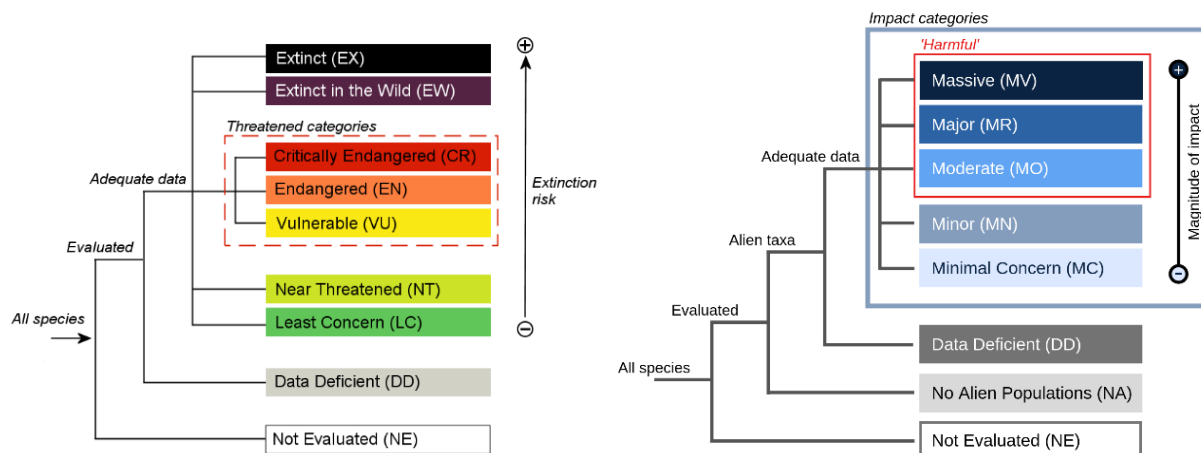 Extinct (EX)
Extinct in the Wild (EW)
Threatened categories
Critically Endangered (CR)
Adequate data
Endangered (EN)
Extinction
risk
Vulnerable (VU)
Evaluated
Near Threatened (NT)
All species
Least Concern (LC)
Data Deficient (DD)
Not Evaluated (NE)
+
−
Impact categories
'Harmful'
Massive (MV)
Major (MR)
Adequate data
Moderate (MO)
Magnitude of impact
Minor (MN)
Alien taxa
Minimal Concern (MC)
Evaluated
Data Deficient (DD)
All species
No Alien Populations (NA)
Not Evaluated (NE)
+
−